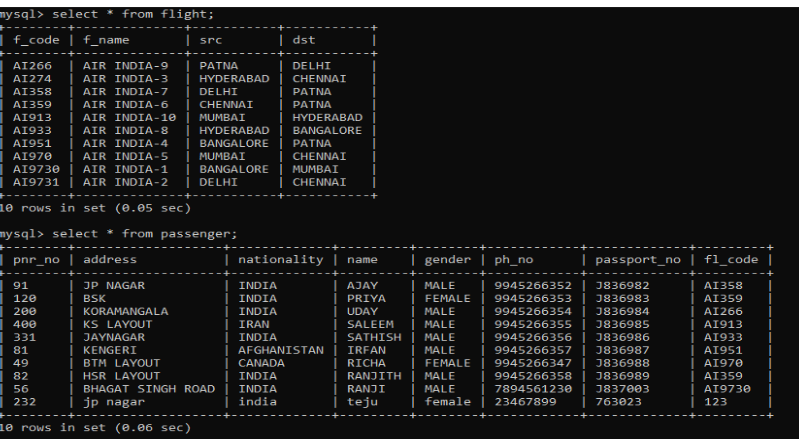 mysql> select * from flight;
| f_code | f_name | src | dst |
| AI266 | AIR INDIA-9 | PATNA | DELHI |
| AI274 | AIR INDIA-3 | HYDERABAD | CHENNAI |
| AI358 | AIR INDIA-7 | DELHI | PATNA |
| AI359 | AIR INDIA-6 | CHENNAI | PATNA |
| AI913 | AIR INDIA-10 | MUMBAI | HYDERABAD |
| AI933 | AIR INDIA-8 | HYDERABAD | BANGALORE |
| AI951 | AIR INDIA-4 | BANGALORE | PATNA |
| AI970 | AIR INDIA-5 | MUMBAI | CHENNAI |
| AI9730 | AIR INDIA-1 | BANGALORE | MUMBAI |
| AI9731 | AIR INDIA-2 | DELHI | CHENNAI |
10 rows in set (0.05 sec)
mysql> select * from passenger;
| pnr_no | address | nationality | name | gender | ph_no | passport_no | fl_code |
| 91 | JP NAGAR | INDIA | AJAY | MALE | 9945266352 | J836982 | AI358 |
| 120 | BSK | INDIA | PRIYA | FEMALE | 9945266353 | J836983 | AI359 |
| 200 | KORAMANGALA | INDIA | UDAY | MALE | 9945266354 | J836984 | AI266 |
| 400 | KS LAYOUT | IRAN | SALEEM | MALE | 9945266355 | J836985 | AI913 |
| 331 | JAYNAGAR | INDIA | SATHISH | MALE | 9945266356 | J836986 | AI933 |
| 81 | KENGERI | AFGHANISTAN | IRFAN | MALE | 9945266357 | J836987 | AI951 |
| 49 | BTM LAYOUT | CANADA | RICHA | FEMALE | 9945266347 | J836988 | AI970 |
| 82 | HSR LAYOUT | INDIA | RANJITH | MALE | 9945266358 | J836989 | AI359 |
| 56 | BHAGAT SINGH ROAD | INDIA | RANJI | MALE | 7894561230 | J837003 | AI9730 |
| 232 | jp nagar | india | teju | female | 23467899 | 763023 | 123 |
10 rows in set (0.06 sec)